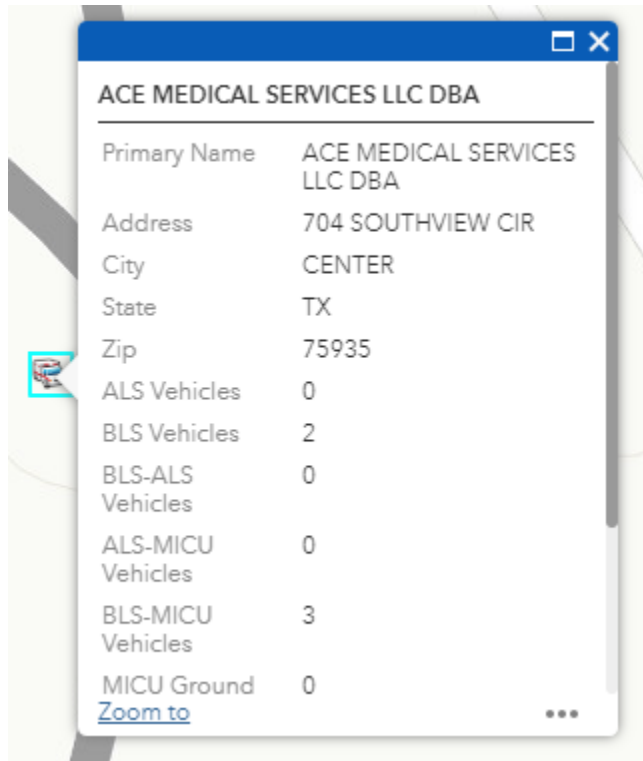 ACE MEDICAL SERVICES LLC DBA
Primary Name ACE MEDICAL SERVICES
LLC DBA
Address 704 SOUTHVIEW CIR
City CENTER
State TX
Zip 75935
ALS Vehicles 0
BLS Vehicles 2
BLS-ALS 0
Vehicles
ALS-MICU 0
Vehicles
BLS-MICU 3
Vehicles
MICU Ground 0
Zoom to